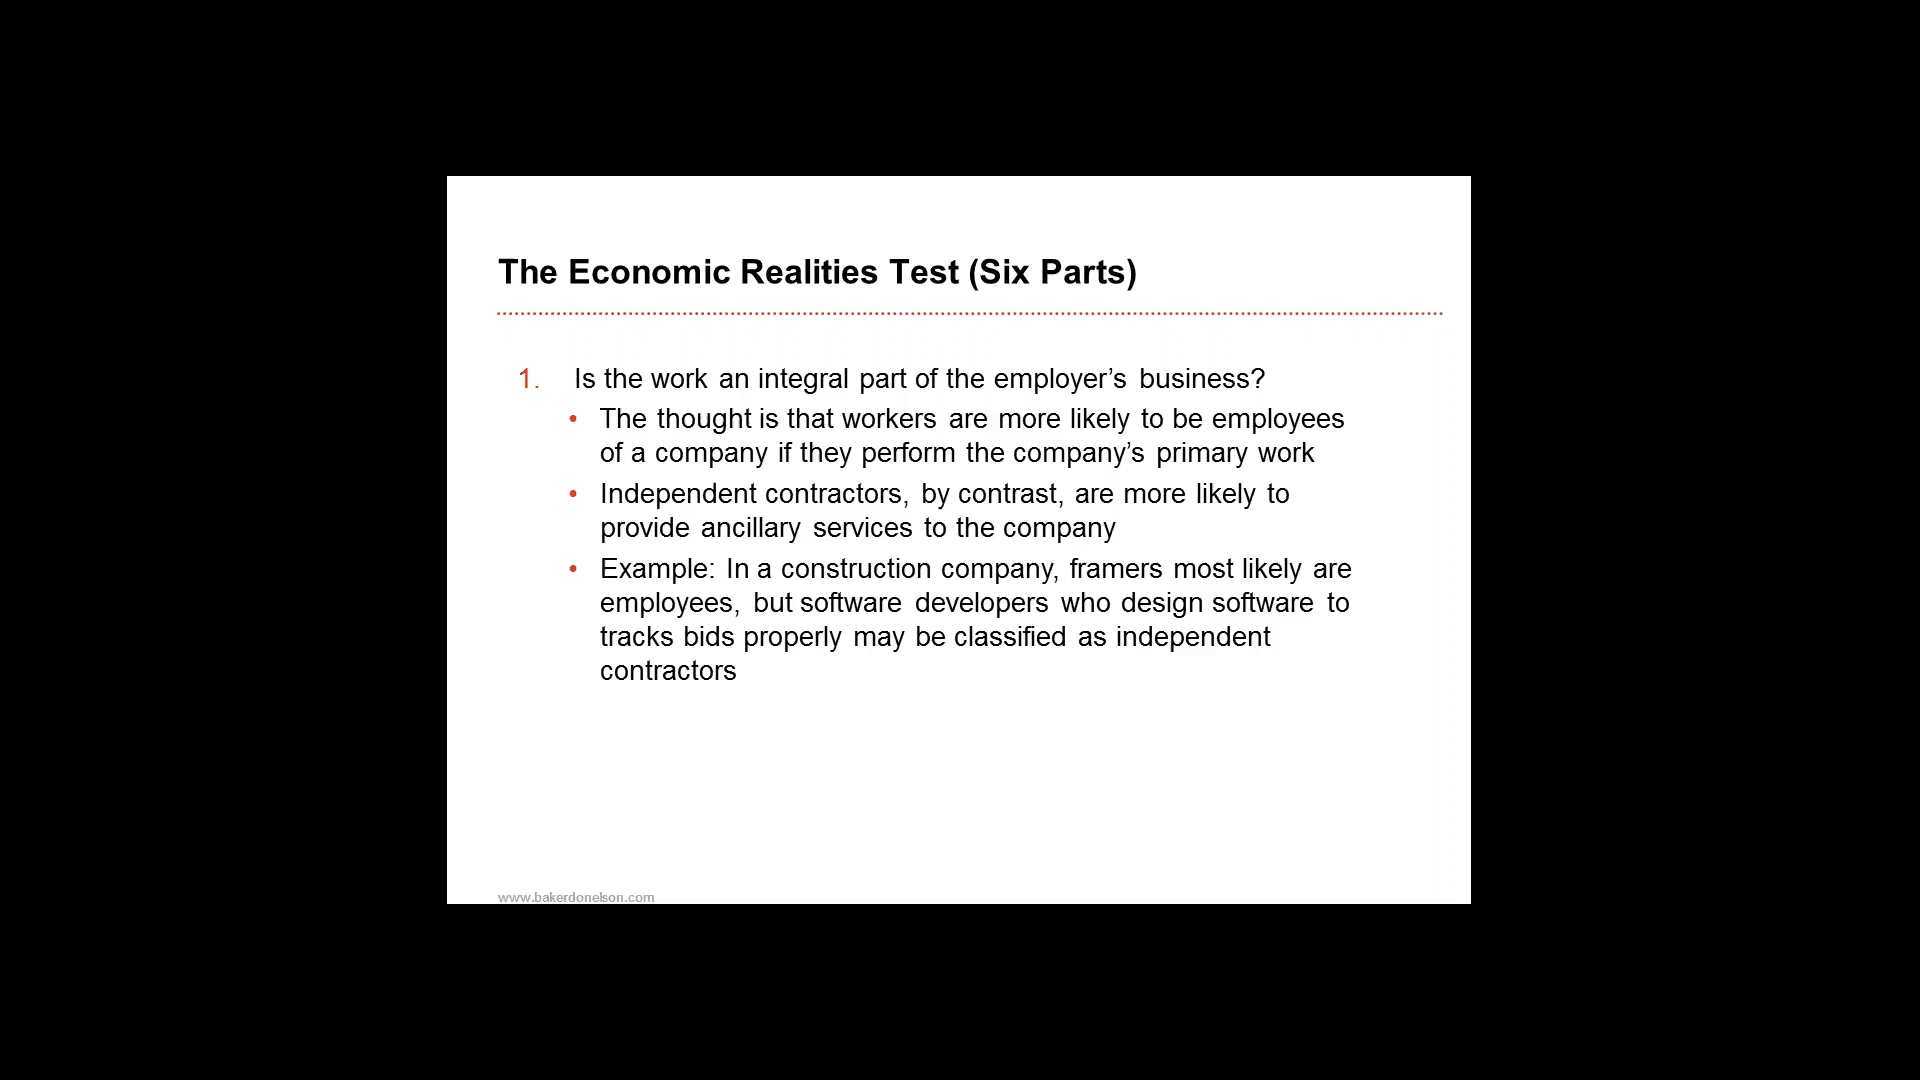 The Economic Realities Test (Six Parts)
1. Is the work an integral part of the employer’s business?
• The thought is that workers are more likely to be employees
of a company if they perform the company’s primary work
• Independent contractors, by contrast, are more likely to
provide ancillary services to the company
• Example: In a construction company, framers most likely are
employees, but software developers who design software to
tracks bids properly may be classified as independent
contractors
www.bakerdonelson.com